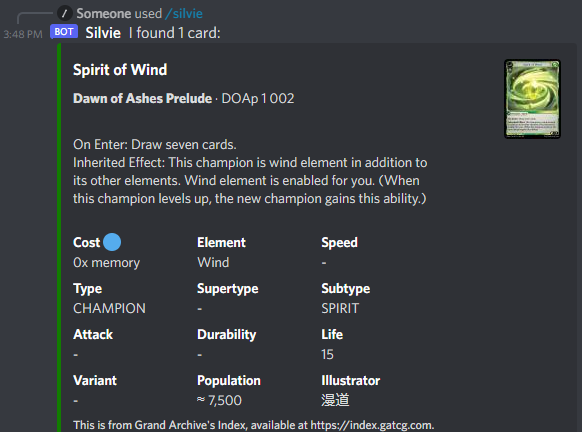 Someone used /silvie
3:48 PM BOT Silvie I found 1 card:
Spirit of Wind
Dawn of Ashes Prelude · DOAp 1 002
On Enter: Draw seven cards.
Inherited Effect: This champion is wind element in addition to
its other elements. Wind element is enabled for you. (When
this champion levels up, the new champion gains this ability.)
Cost Element Speed
0x memory Wind -
Type Supertype Subtype
CHAMPION - SPIRIT
Attack Durability Life
- - 15
Variant Population Illustrator
- ≈ 7,500 漫道
This is from Grand Archive's Index, available at https://index.gatcg.com.